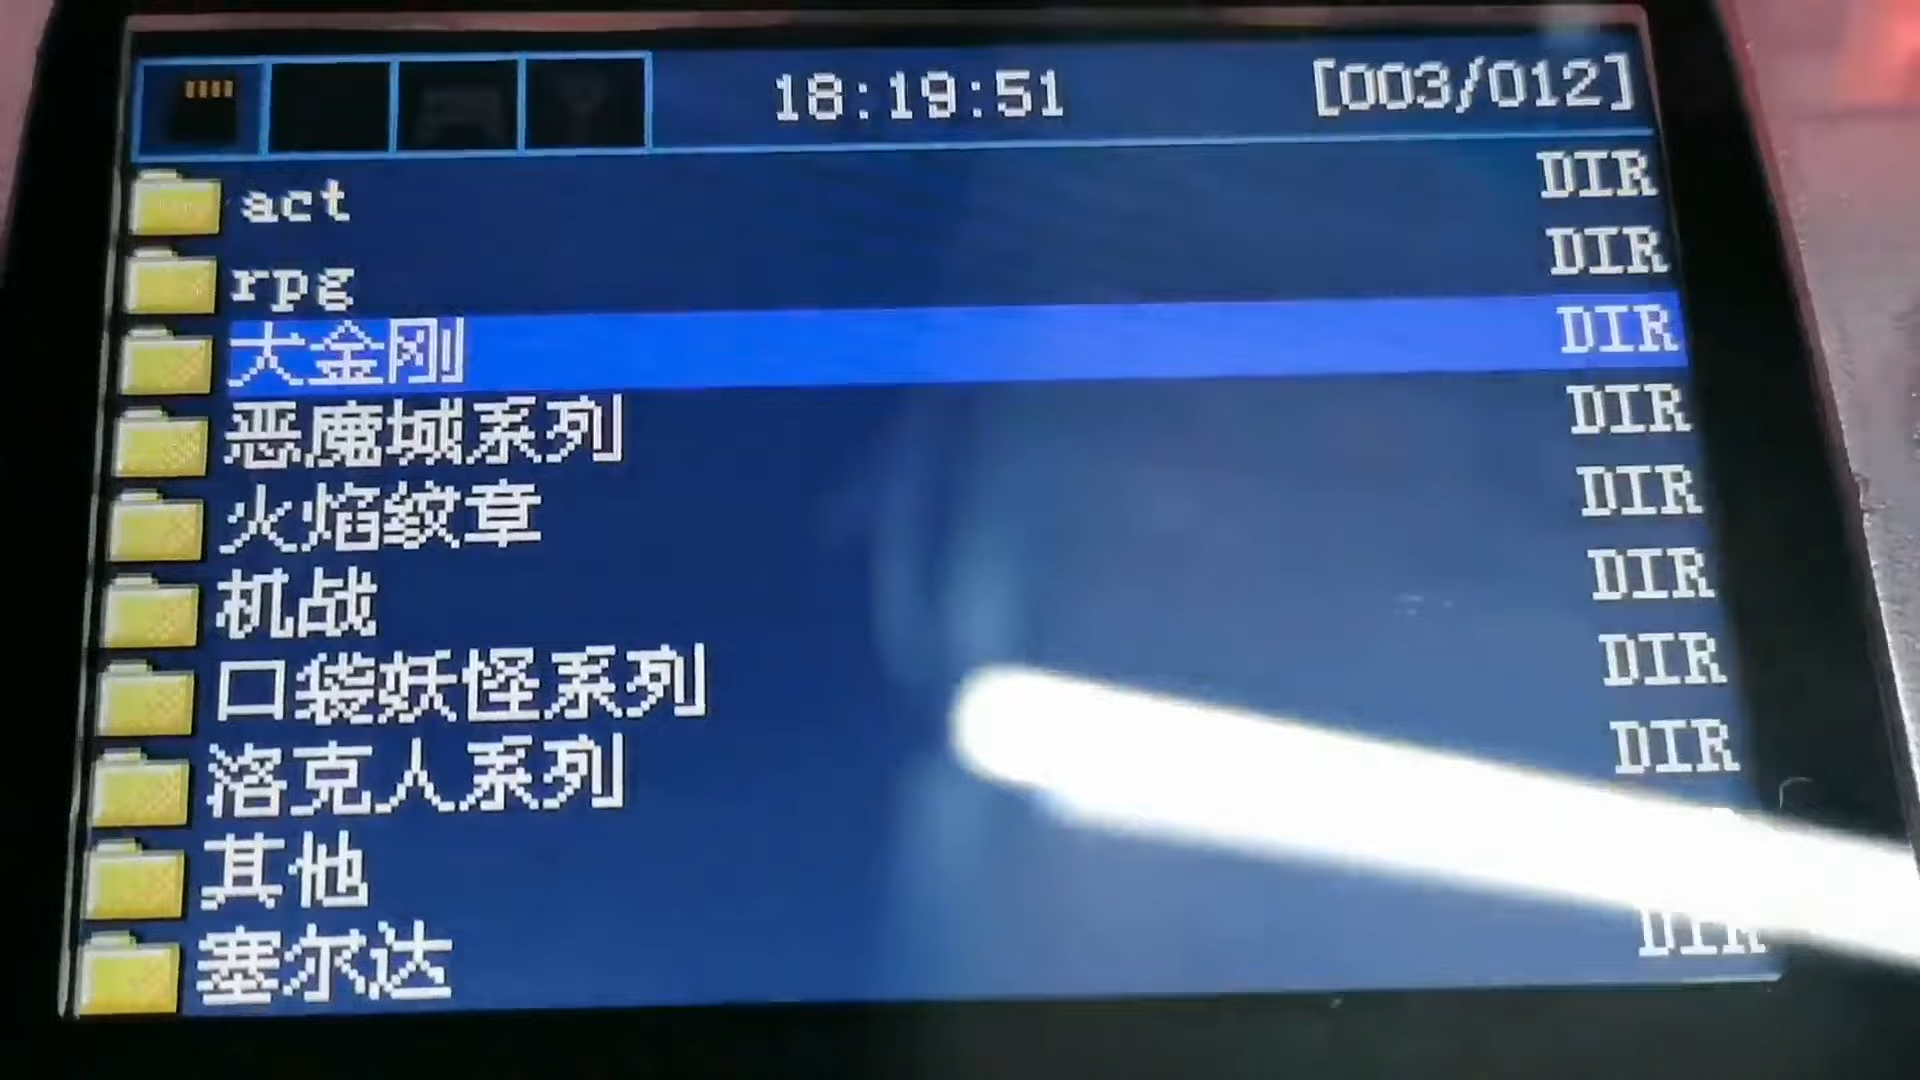 18:19:51 [003/012]
act DIR
rpg DIR
大金刚 DIR
恶魔城系列 DIR
火焰纹章 DIR
机战 DIR
口袋妖怪系列 DIR
洛克人系列 DIR
其他
塞尔达 DIR